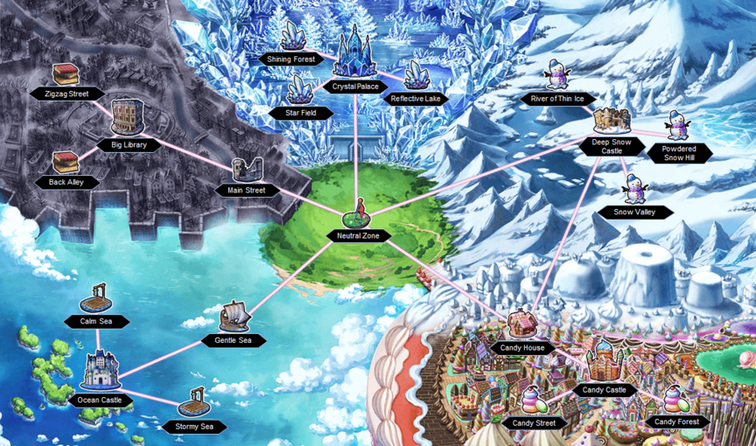 Shining Forest
Crystal Palace
Zigzag Street
Reflective Lake
River of Thin Ice
Star Field
Big Library
Deep Snow
Castle
Powdered
Snow Hill
Back Alley
Main Street
Snow Valley
Neutral Zone
Calm Sea
Gentle Sea
Candy House
Candy Castle
Ocean Castle
Stormy Sea
Candy Street
Candy Forest